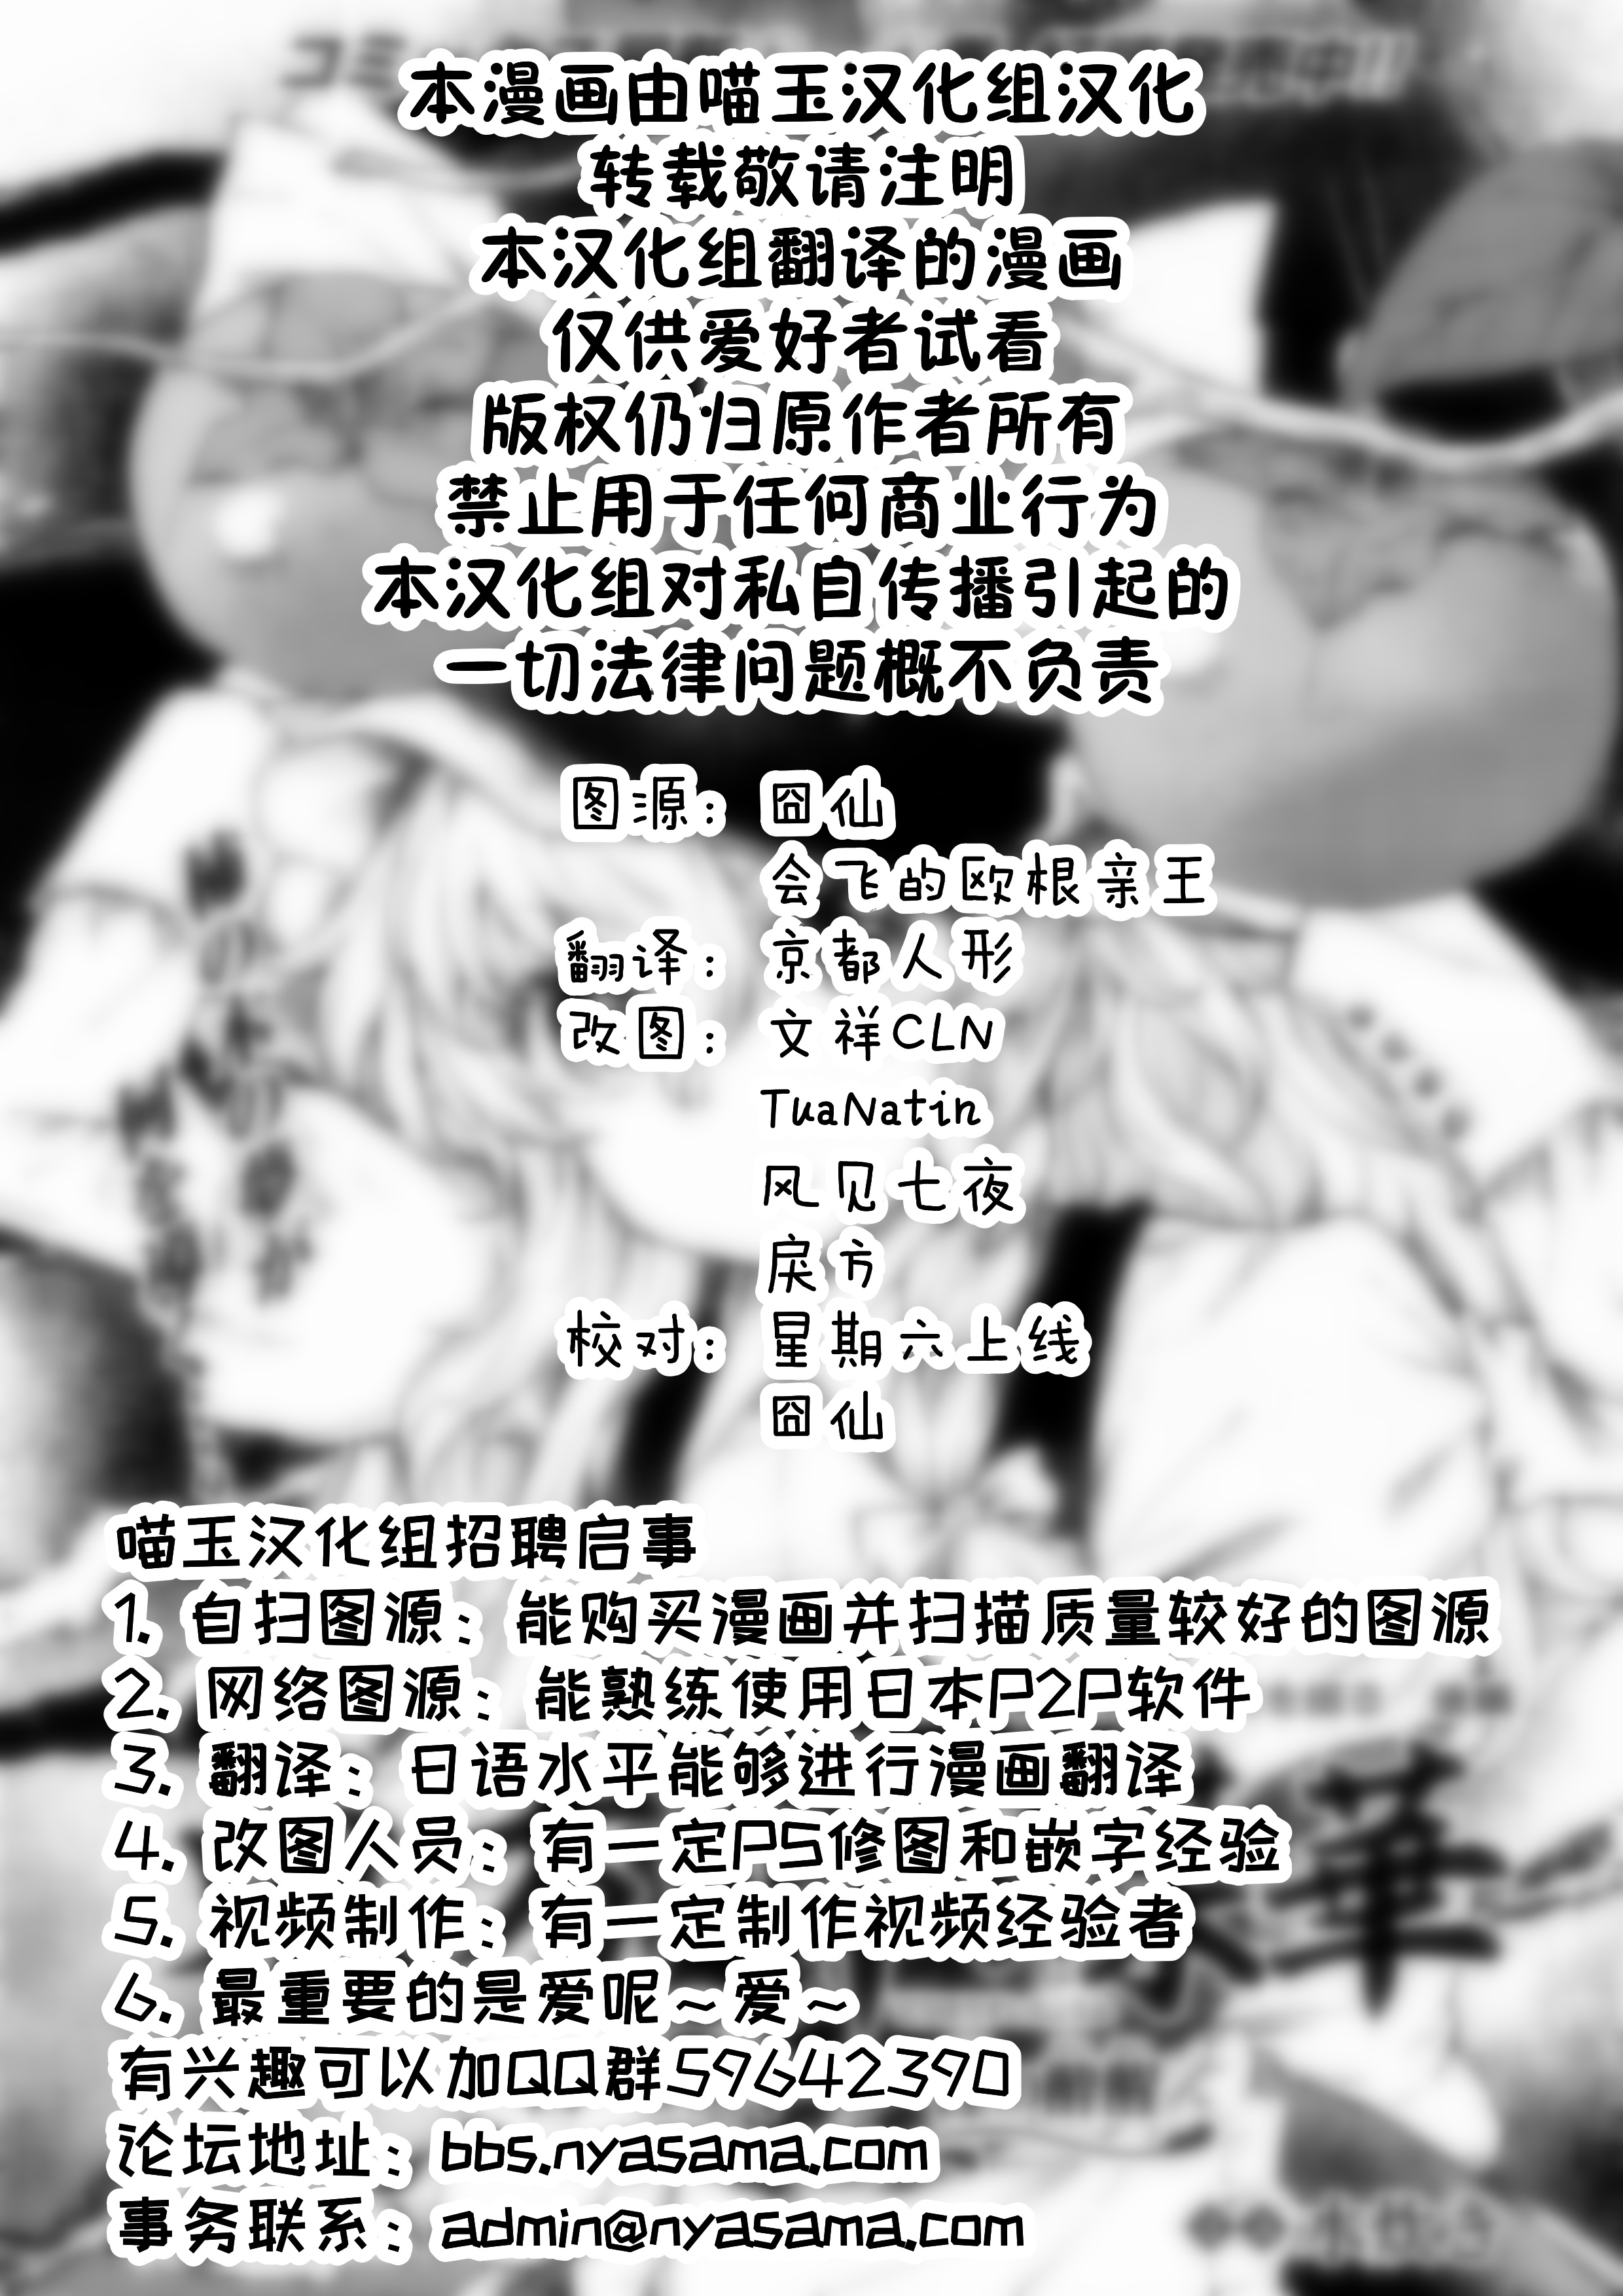 本漫画由喵玉汉化组汉化
转载敬请注明
本汉化组翻译的漫画
仅供爱好者试看
版权仍归原作者所有
禁止用于任何商业行为
本汉化组对私自传播引起的
一切法律问题概不负责
图源: 囧仙
会飞的欧根亲王
翻译: 京都人形
改图: 文祥CLN
TuaNatin
风见七夜
戻方
校对: 星期六上线
囧仙
喵玉汉化组招聘启事
1. 自扫图源: 能购买漫画并扫描质量较好的图源
2. 网络图源: 能熟练使用日本P2P软件
3. 翻译: 日语水平能够进行漫画翻译
4. 改图人员: 有一定PS修图和嵌字经验
5. 视频制作: 有一定制作视频经验者
6. 最重要的是爱呢~爱~
有兴趣可以加QQ群59642390
论坛地址: bbs.nyasama.com
事务联系: admin@nyasama.com
華